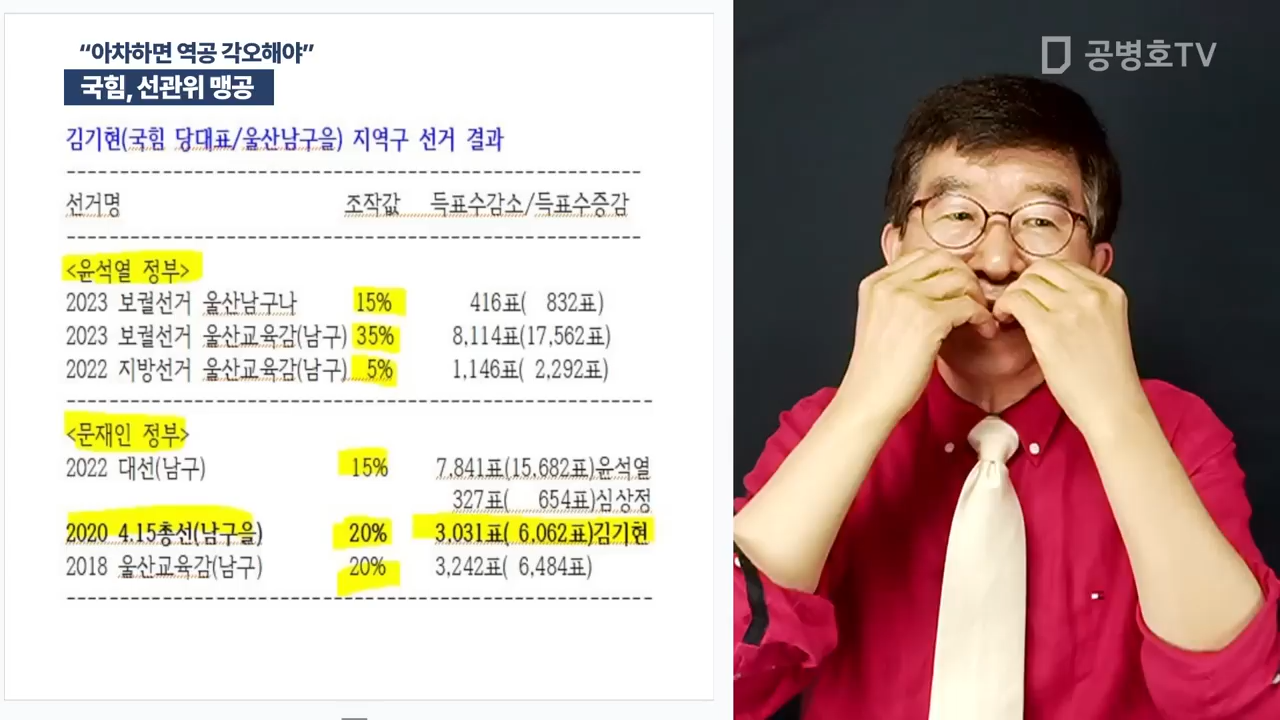 “아차하면 역공 각오해야”
국힘, 선관위 맹공
공병호TV
김기현(국힘 당대표/울산남구을) 지역구 선거 결과
선거명 조작값 득표수감소/득표수증감
<윤석열 정부>
2023 보궐선거 울산남구나 15% 416표( 832표)
2023 보궐선거 울산교육감(남구) 35% 8,114표(17,562표)
2022 지방선거 울산교육감(남구) 5% 1,146표( 2,292표)
<문재인 정부>
2022 대선(남구) 15% 7,841표(15,682표)윤석열
327표( 654표)심상정
2020 4.15총선(남구을) 20% 3,031표( 6,062표)김기현
2018 울산교육감(남구) 20% 3,242표( 6,484표)